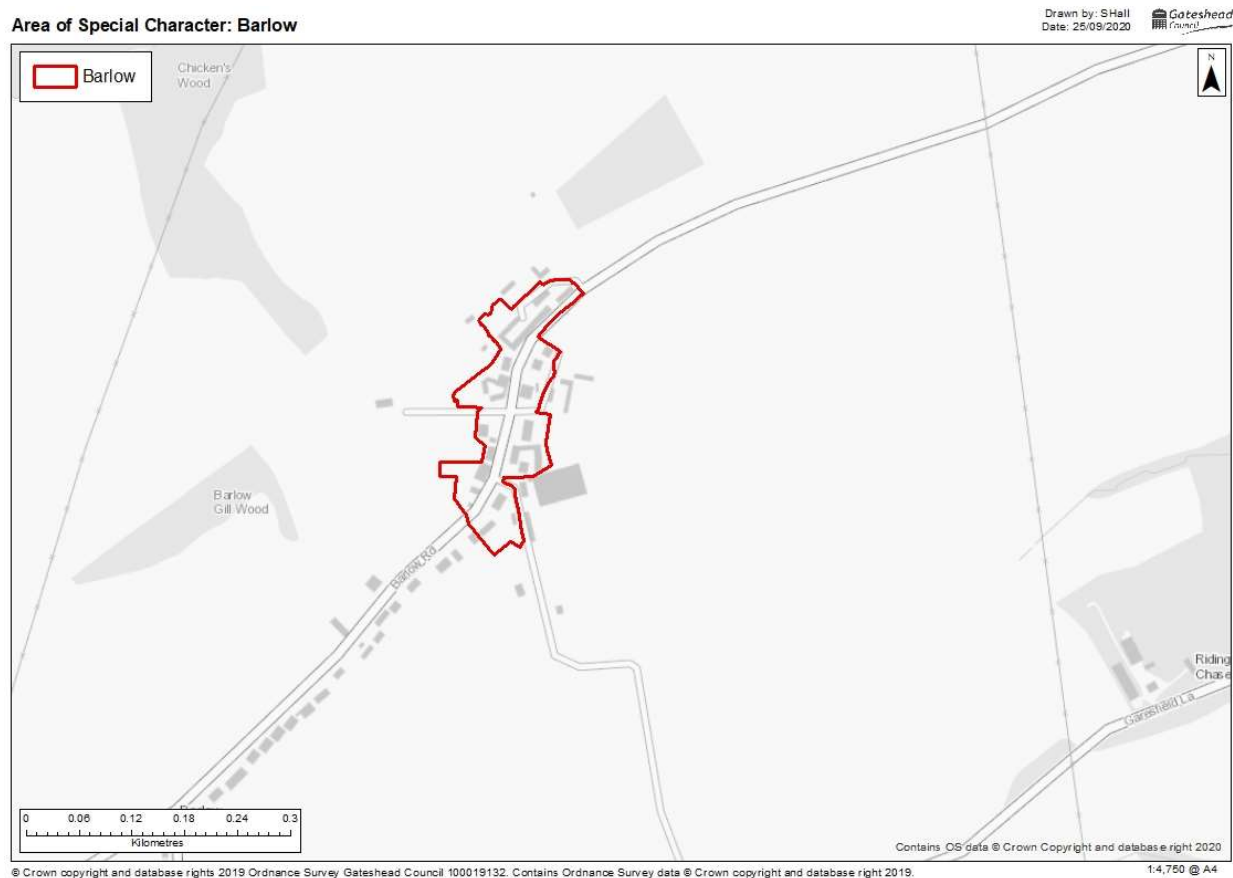 Area of Special Character: Barlow
Drawn by: SHall
Date: 25/09/2020
Gateshead
Council
Barlow
Chicken's
Wood
N
Barlow
Gill Wood
Barlow Rd
Riding
Chase
Garesfield La
0 0.06 0.12 0.18 0.24 0.3
Kilometres
Contains OS data © Crown Copyright and database right 2020
© Crown copyright and database rights 2019 Ordnance Survey Gateshead Council 100019132. Contains Ordnance Survey data © Crown copyright and database right 2019.
1:4,750 @ A4